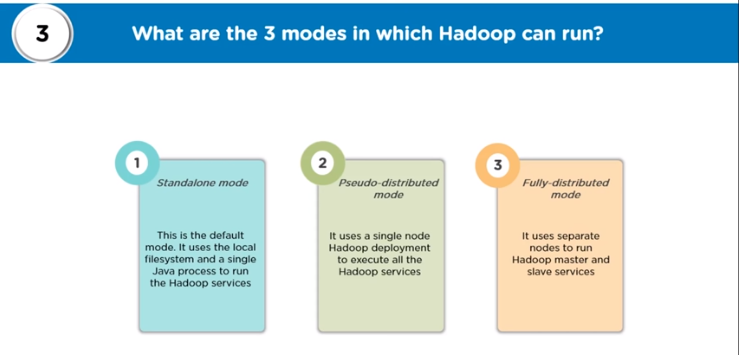 3
What are the 3 modes in which Hadoop can run?
1
Standalone mode
This is the default
mode. It uses the local
filesystem and a single
Java process to run
the Hadoop services
2
Pseudo-distributed
mode
It uses a single node
Hadoop deployment
to execute all the
Hadoop services
3
Fully-distributed
mode
It uses separate
nodes to run
Hadoop master and
slave services